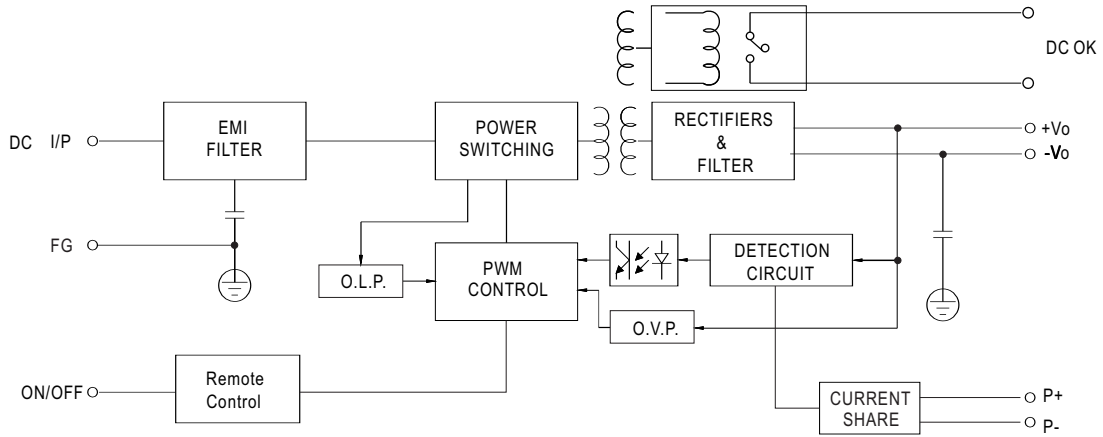 DC OK
EMI
FILTER
POWER
SWITCHING
RECTIFIERS
&
FILTER
DC I/P
+Vo
-Vo
FG
O.L.P.
PWM
CONTROL
DETECTION
CIRCUIT
O.V.P.
ON/OFF
Remote
Control
CURRENT
SHARE
P+
P-